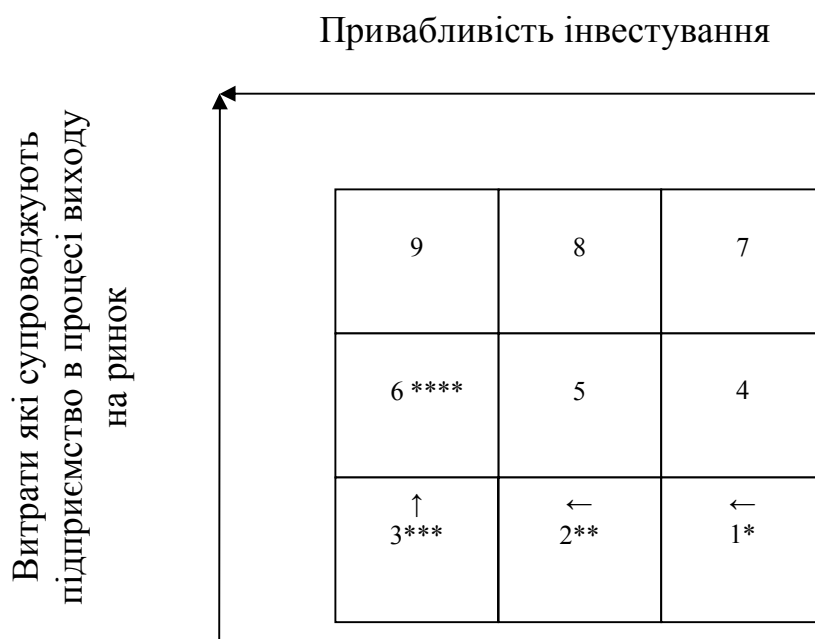 Привабливість інвестування
Витрати які супроводжують
підприємство в процесі виходу
на ринок
9 8 7
6 **** 5 4
↑ ← ←
3*** 2** 1*